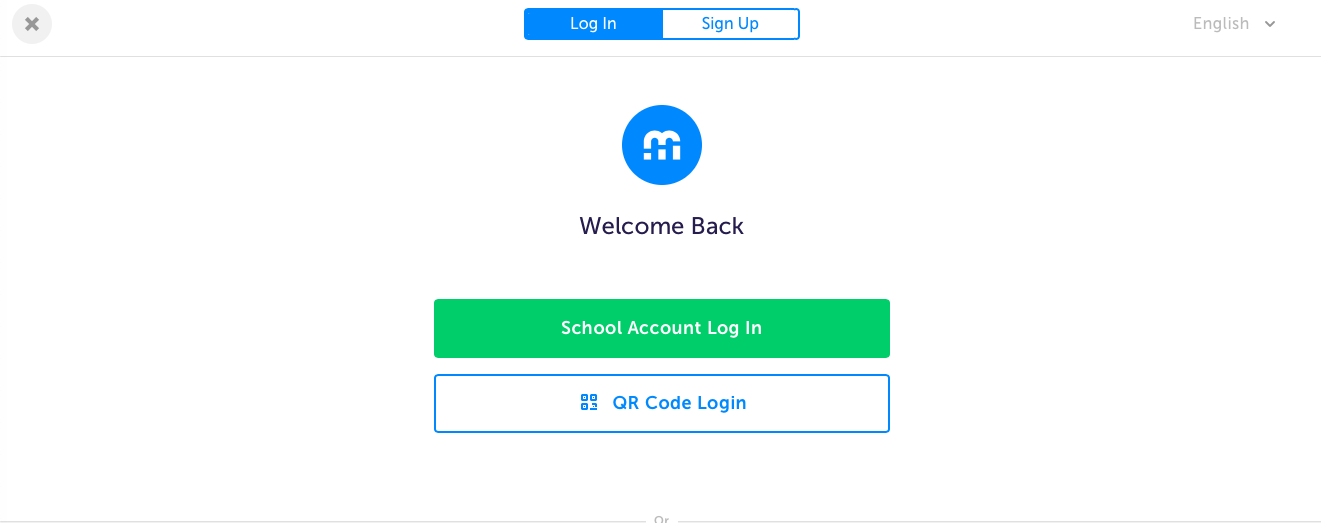 Log In
Sign Up
English
Welcome Back
School Account Log In
QR Code Login
Or